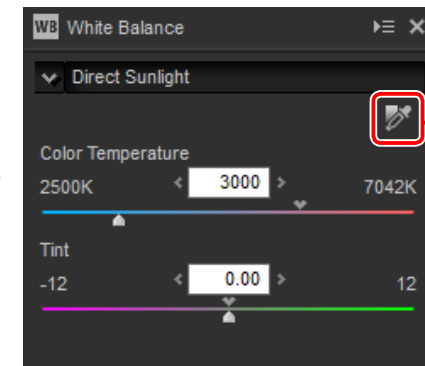 WB White Balance
Direct Sunlight
Color Temperature
2500K 3000 7042K
Tint
-12 0.00 12